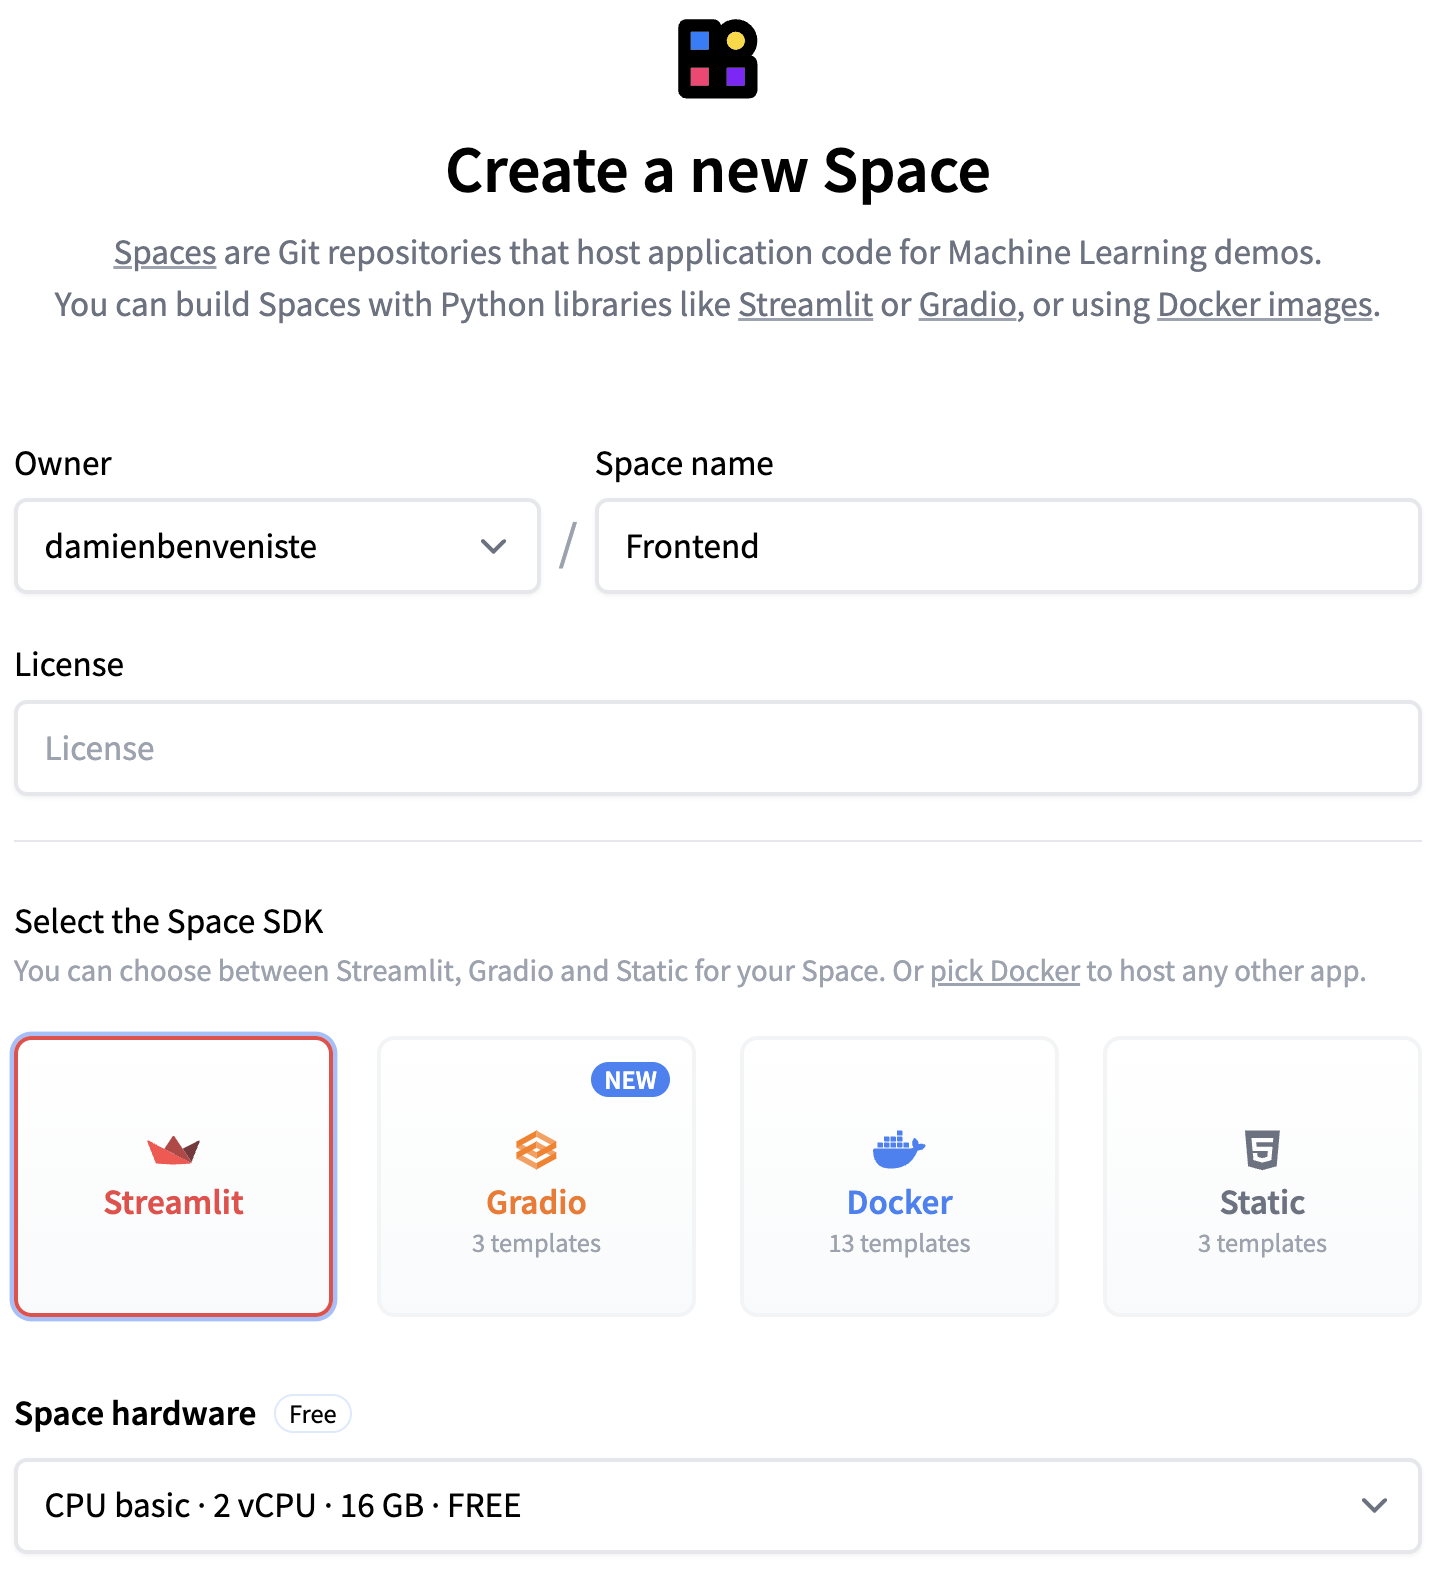 Create a new Space
Spaces are Git repositories that host application code for Machine Learning demos.
You can build Spaces with Python libraries like Streamlit or Gradio, or using Docker images.
Owner
Space name
damienbenveniste
/
Frontend
License
License
Select the Space SDK
You can choose between Streamlit, Gradio and Static for your Space. Or pick Docker to host any other app.
Streamlit
NEW
Gradio
3 templates
Docker
13 templates
Static
3 templates
Space hardware Free
CPU basic · 2 vCPU · 16 GB · FREE